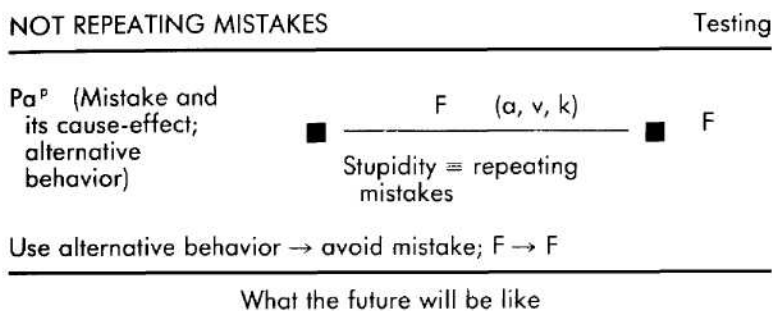 NOT REPEATING MISTAKES Testing
Paᵖ (Mistake and
its cause-effect;
alternative
behavior)
F (a, v, k)
F
Stupidity ≡ repeating
mistakes
Use alternative behavior → avoid mistake; F → F
What the future will be like